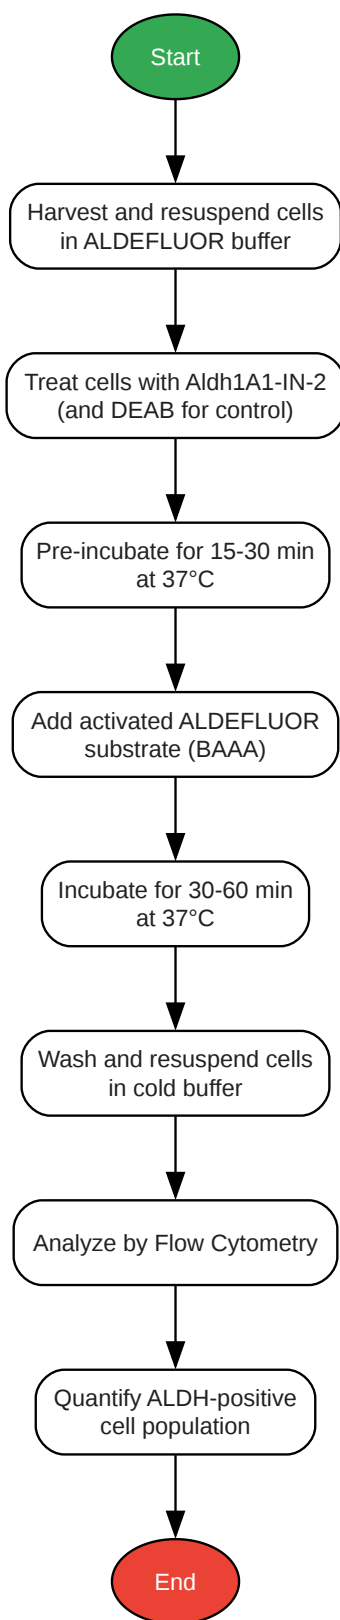 Start
Harvest and resuspend cells
in ALDEFLUOR buffer
Treat cells with Aldh1A1-IN-2
(and DEAB for control)
Pre-incubate for 15-30 min
at 37°C
Add activated ALDEFLUOR
substrate (BAAA)
Incubate for 30-60 min
at 37°C
Wash and resuspend cells
in cold buffer
Analyze by Flow Cytometry
Quantify ALDH-positive
cell population
End